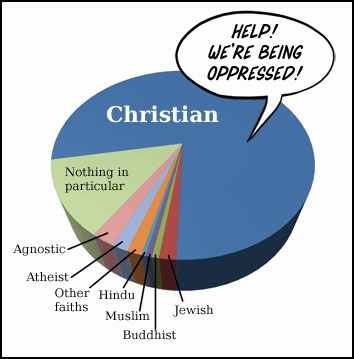 HELP!
WE'RE BEING
OPPRESSED!
Christian
Nothing in
particular
Agnostic
Atheist
Other
faiths
Hindu
Muslim
Buddhist
Jewish